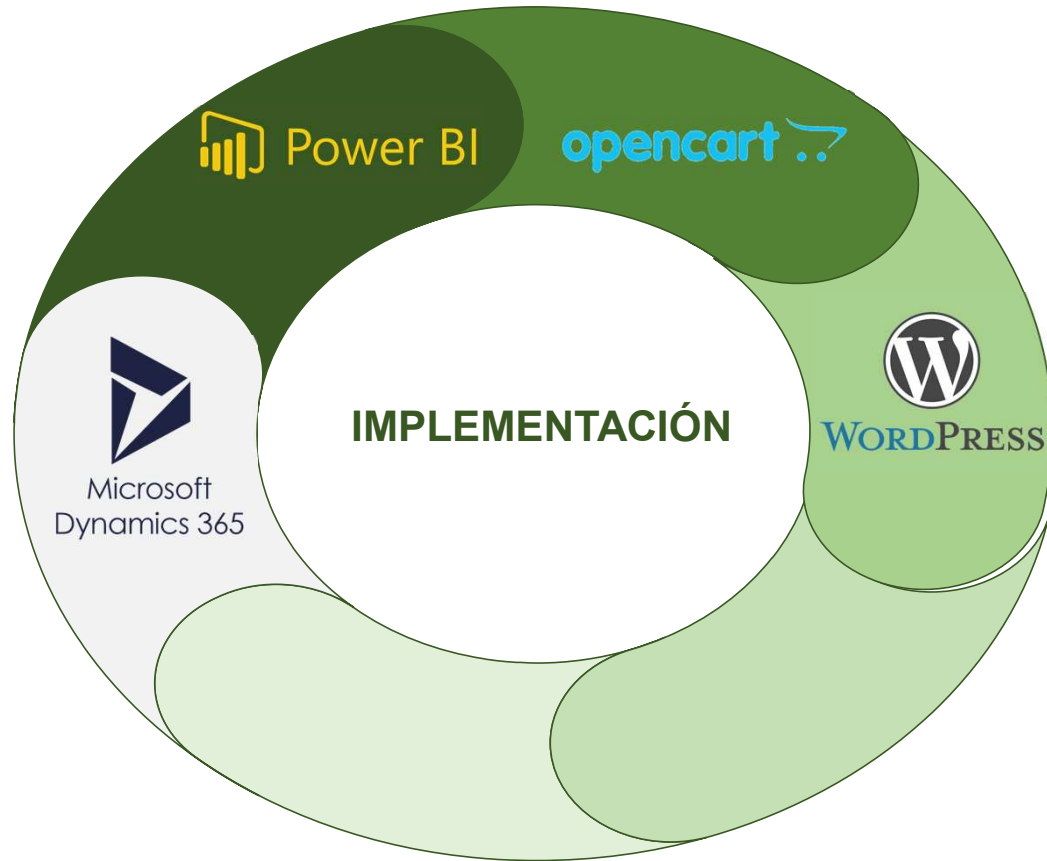 Power BI
opencart
WORDPRESS
IMPLEMENTACIÓN
Microsoft
Dynamics 365